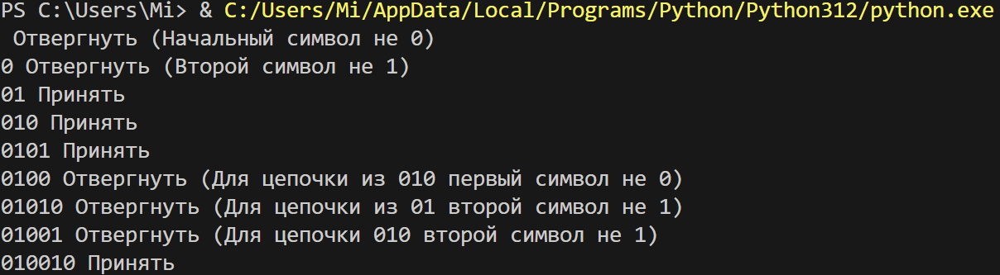 PS C:\Users\Mi> & C:/Users/Mi/AppData/Local/Programs/Python/Python312/python.exe
Отвергнуть (Начальный символ не 0)
0 Отвергнуть (Второй символ не 1)
01 Принять
010 Принять
0101 Принять
0100 Отвергнуть (Для цепочки из 010 первый символ не 0)
01010 Отвергнуть (Для цепочки из 01 второй символ не 1)
01001 Отвергнуть (Для цепочки 010 второй символ не 1)
010010 Принять